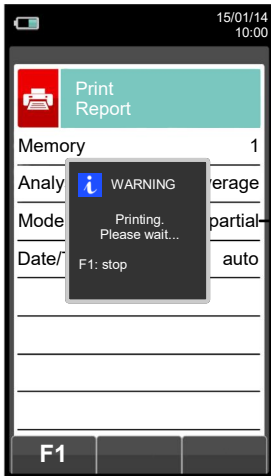 15/01/14
10:00
Print
Report
Memory 1
Analy
erage
Mode
partial
Date/
auto
i WARNING
Printing.
Please wait...
F1: stop
F1